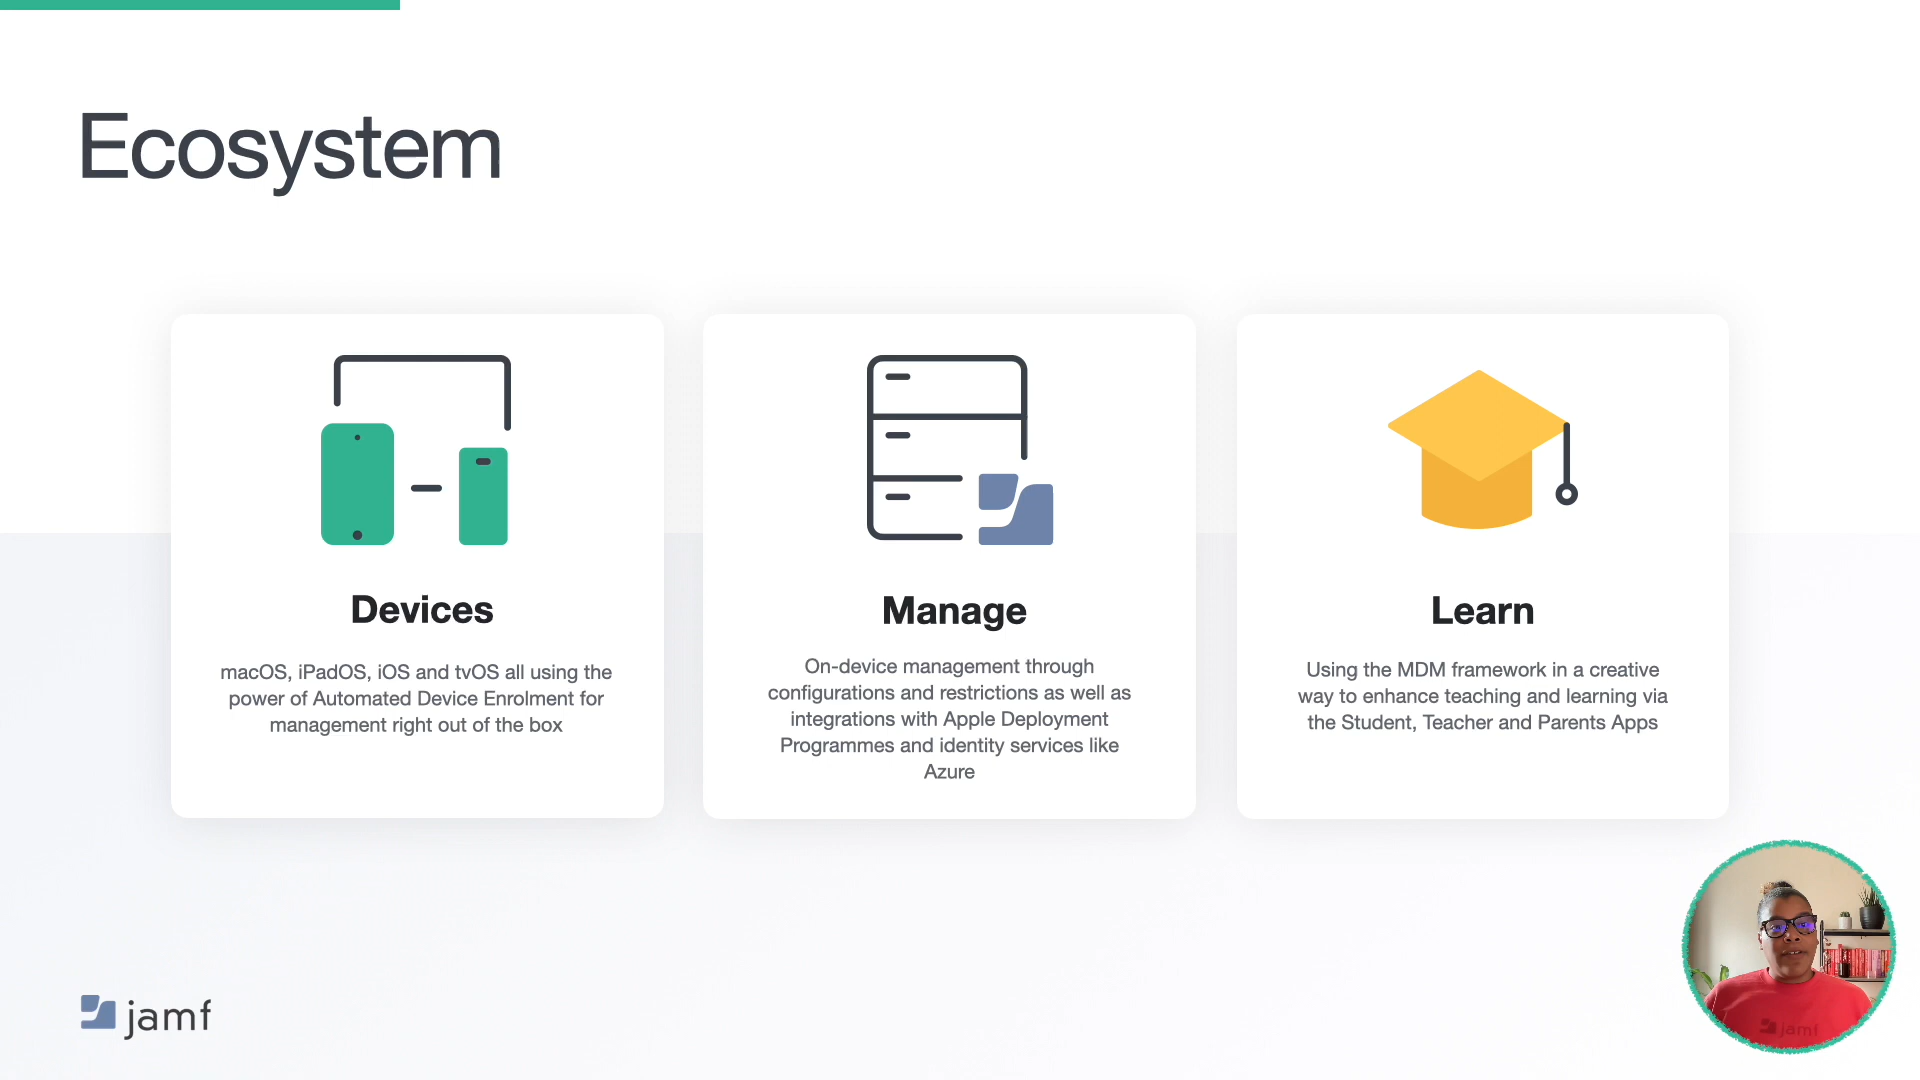 Ecosystem
Devices
macOS, iPadOS, iOS and tvOS all using the
power of Automated Device Enrolment for
management right out of the box
Manage
On-device management through
configurations and restrictions as well as
integrations with Apple Deployment
Programmes and identity services like
Azure
Learn
Using the MDM framework in a creative
way to enhance teaching and learning via
the Student, Teacher and Parents Apps
jamf
jamf